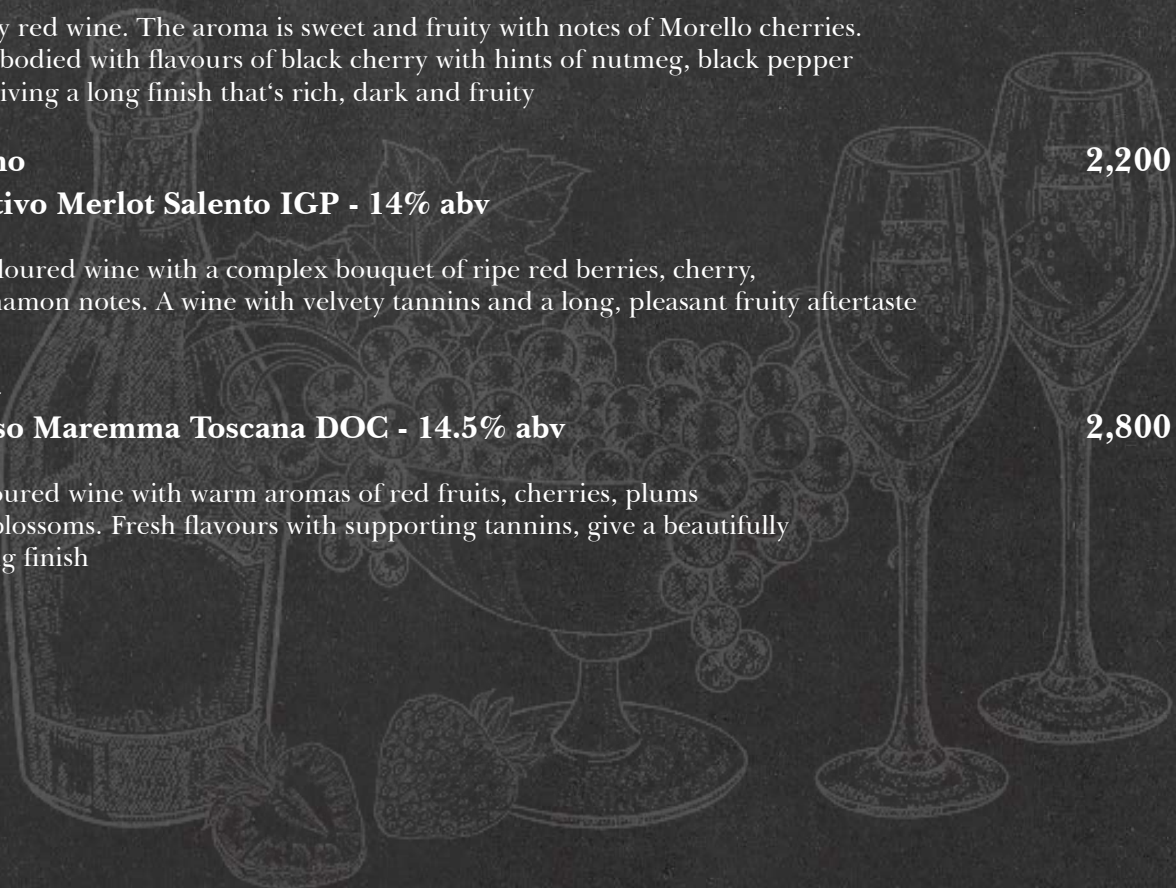 y red wine. The aroma is sweet and fruity with notes of Morello cherries.
bodied with flavours of black cherry with hints of nutmeg, black pepper
iving a long finish that‘s rich, dark and fruity
no 2,200
tivo Merlot Salento IGP - 14% abv
loured wine with a complex bouquet of ripe red berries, cherry,
namon notes. A wine with velvety tannins and a long, pleasant fruity aftertaste
so Maremma Toscana DOC - 14.5% abv 2,800
oured wine with warm aromas of red fruits, cherries, plums
blossoms. Fresh flavours with supporting tannins, give a beautifully
g finish